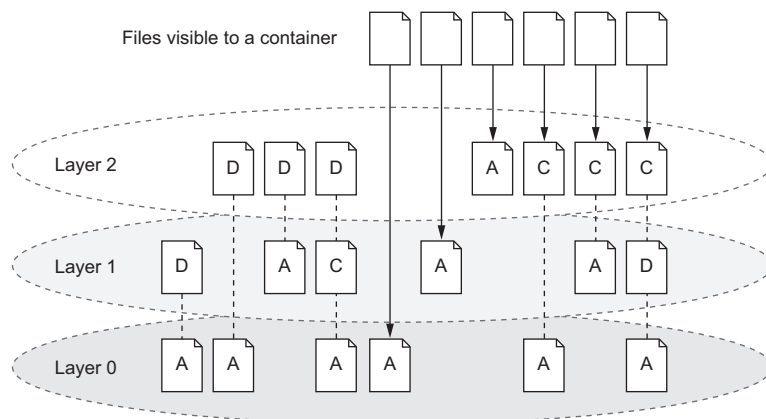 Files visible to a container
Layer 2
D D D A C C C
Layer 1
D A C A A D
Layer 0
A A A A A A